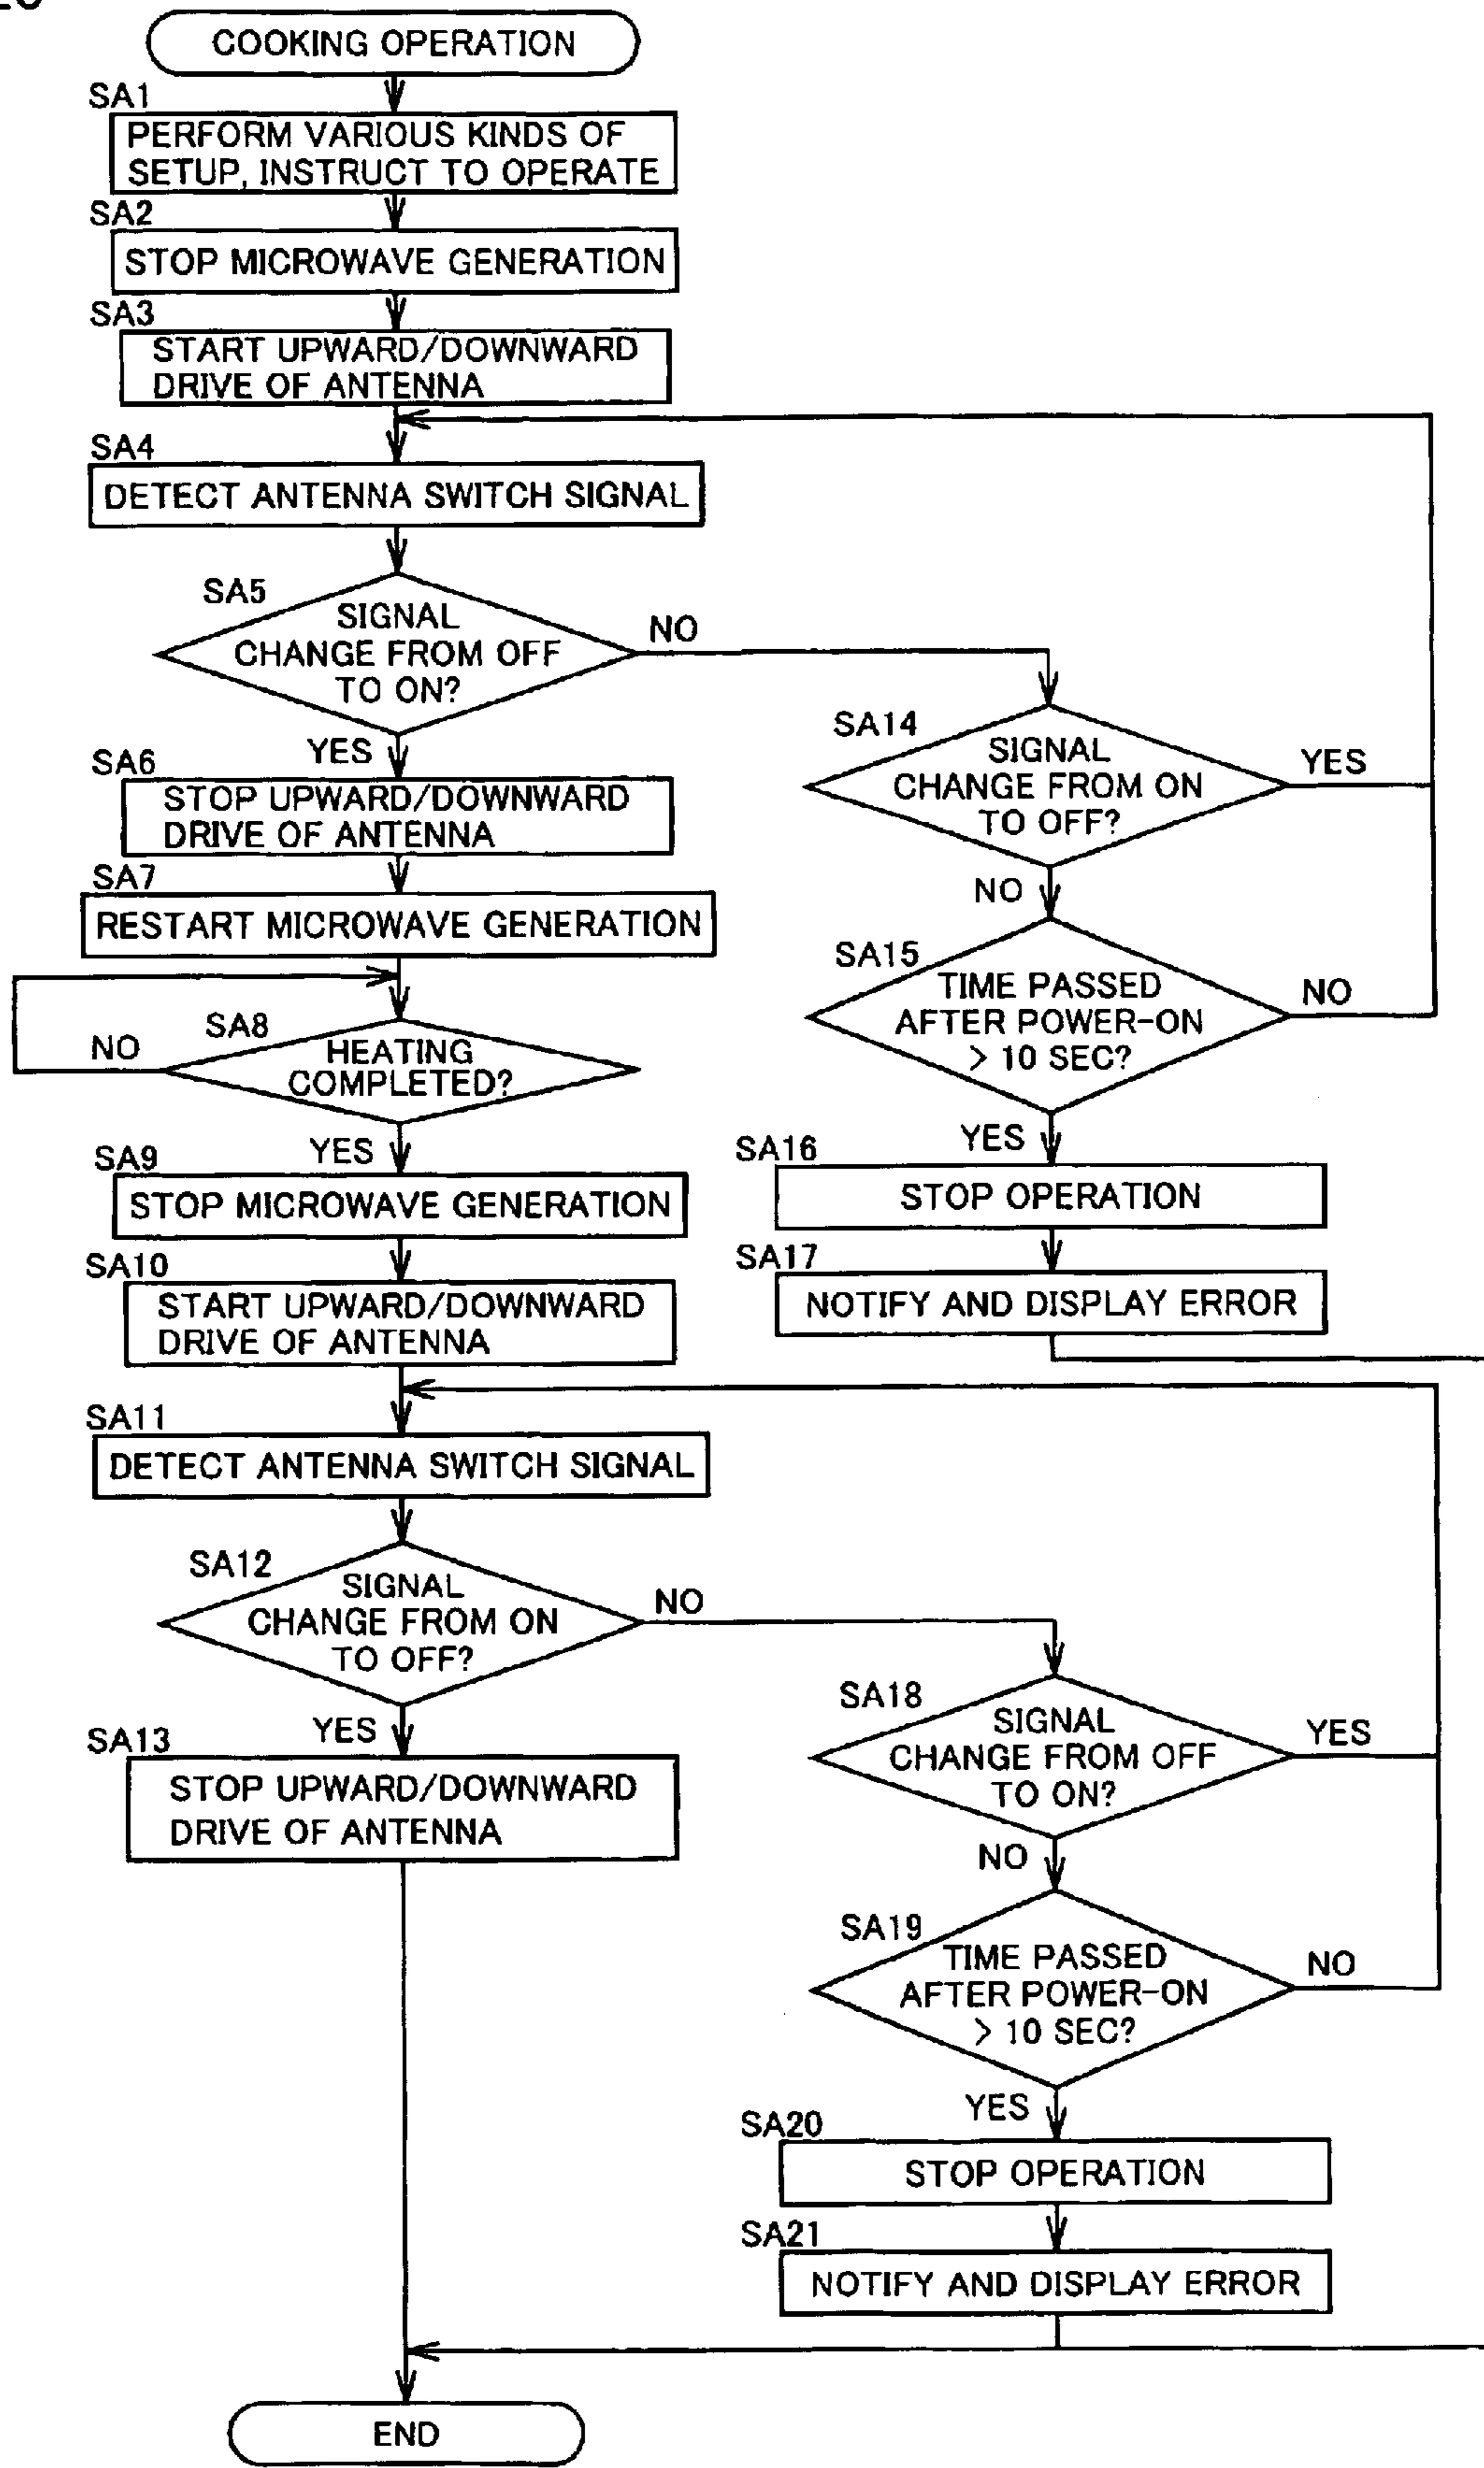 COOKING OPERATION
SA1
PERFORM VARIOUS KINDS OF
SETUP, INSTRUCT TO OPERATE
SA2
STOP MICROWAVE GENERATION
SA3
START UPWARD/DOWNWARD
DRIVE OF ANTENNA
SA4
DETECT ANTENNA SWITCH SIGNAL
SA5
SIGNAL
CHANGE FROM OFF
TO ON?
NO
YES
SA6
STOP UPWARD/DOWNWARD
DRIVE OF ANTENNA
SA7
RESTART MICROWAVE GENERATION
SA8
HEATING
COMPLETED?
NO
YES
SA9
STOP MICROWAVE GENERATION
SA10
START UPWARD/DOWNWARD
DRIVE OF ANTENNA
SA11
DETECT ANTENNA SWITCH SIGNAL
SA12
SIGNAL
CHANGE FROM ON
TO OFF?
NO
YES
SA13
STOP UPWARD/DOWNWARD
DRIVE OF ANTENNA
SA14
SIGNAL
CHANGE FROM ON
TO OFF?
YES
NO
SA15
TIME PASSED
AFTER POWER-ON
> 10 SEC?
NO
YES
SA16
STOP OPERATION
SA17
NOTIFY AND DISPLAY ERROR
SA18
SIGNAL
CHANGE FROM OFF
TO ON?
YES
NO
SA19
TIME PASSED
AFTER POWER-ON
> 10 SEC?
NO
YES
SA20
STOP OPERATION
SA21
NOTIFY AND DISPLAY ERROR
END